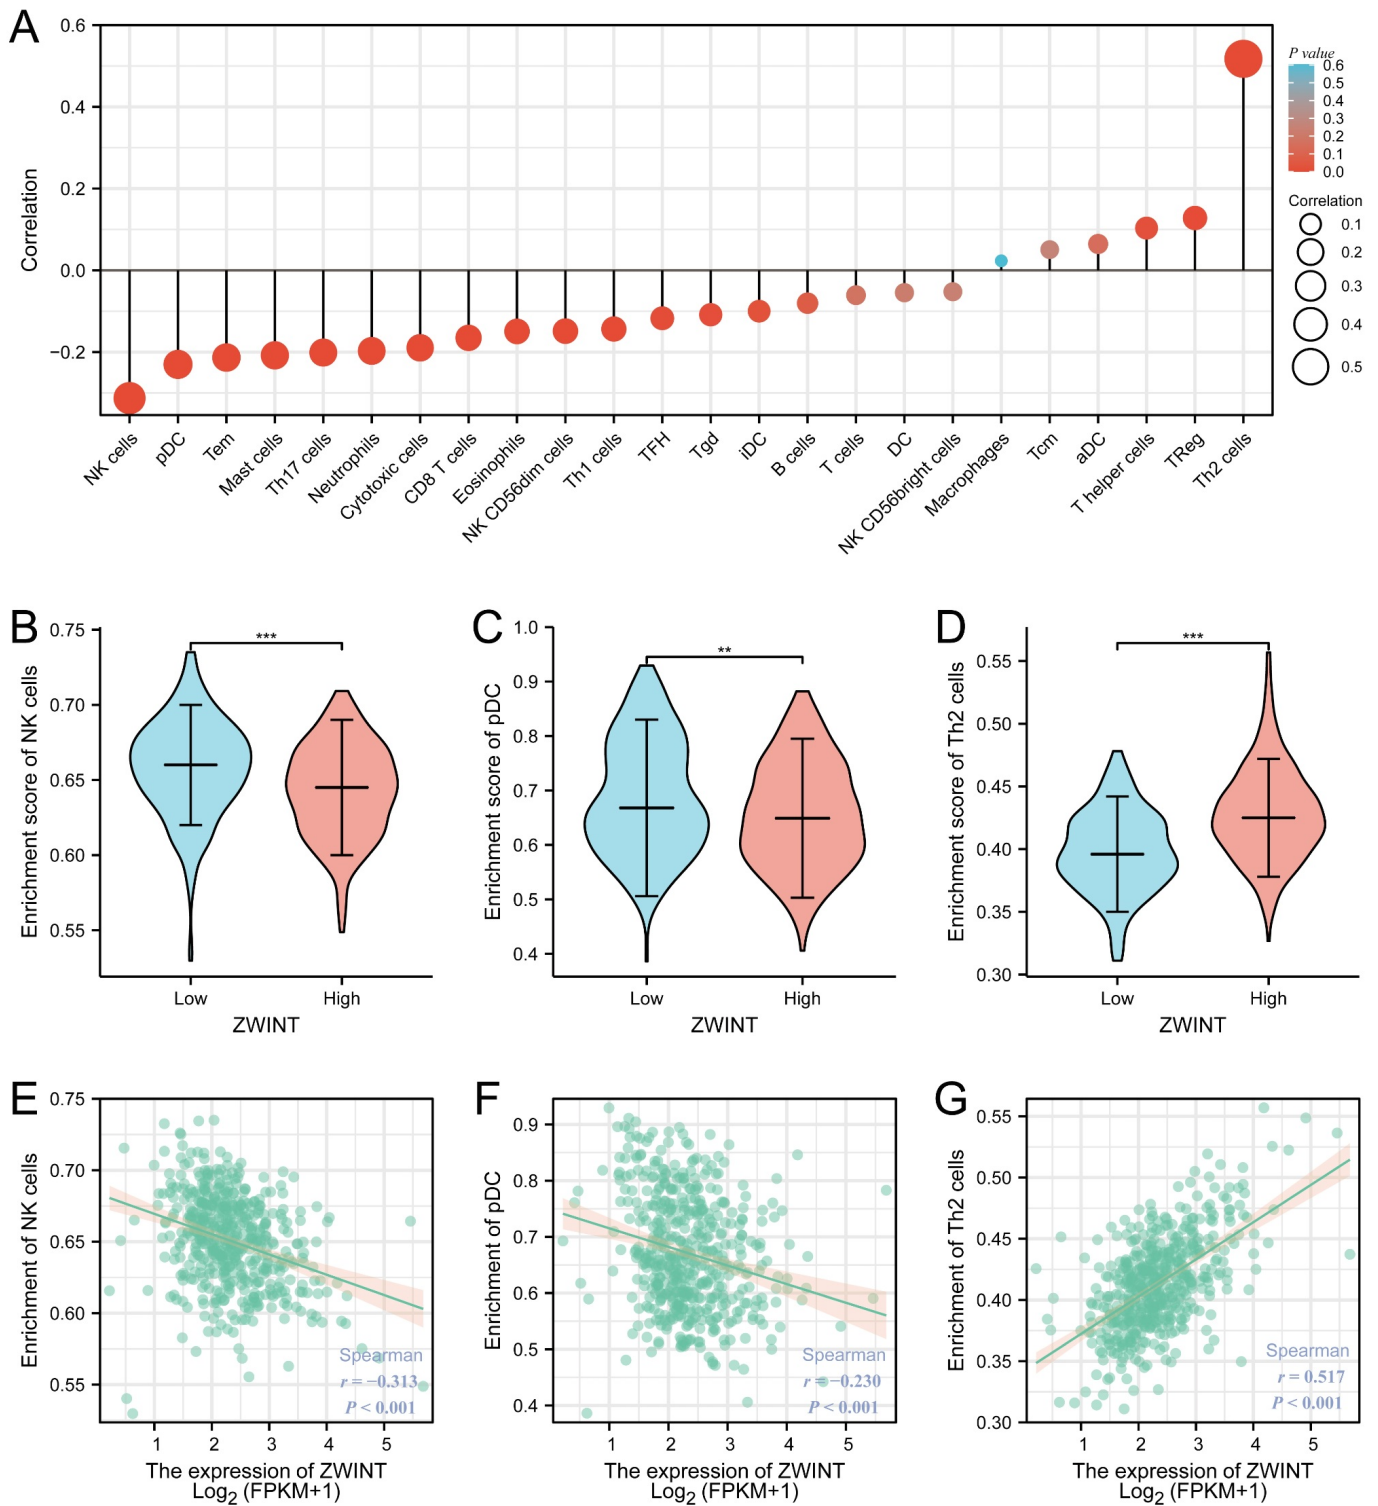 A
Correlation
0.6
0.4
0.2
0.0
−0.2
NK cells
pDC
Tem
Mast cells
Th17 cells
Neutrophils
Cytotoxic cells
CD8 T cells
Eosinophils
NK CD56dim cells
Th1 cells
TFH
Tgd
iDC
B cells
T cells
DC
NK CD56bright cells
Macrophages
Tcm
aDC
T helper cells
TReg
Th2 cells
P value
0.6
0.5
0.4
0.3
0.2
0.1
0.0
Correlation
0.1
0.2
0.3
0.4
0.5
B
Enrichment score of NK cells
0.75
0.70
0.65
0.60
0.55
***
Low
High
ZWINT
C
Enrichment score of pDC
1.0
0.9
0.8
0.7
0.6
0.5
0.4
**
Low
High
ZWINT
D
Enrichment score of Th2 cells
0.55
0.50
0.45
0.40
0.35
0.30
***
Low
High
ZWINT
E
Enrichment of NK cells
0.75
0.70
0.65
0.60
0.55
Spearman
r = −0.313
P < 0.001
1 2 3 4 5
The expression of ZWINT
Log2 (FPKM+1)
F
Enrichment of pDC
0.9
0.8
0.7
0.6
0.5
0.4
Spearman
r = −0.230
P < 0.001
1 2 3 4 5
The expression of ZWINT
Log2 (FPKM+1)
G
Enrichment of Th2 cells
0.55
0.50
0.45
0.40
0.35
0.30
Spearman
r = 0.517
P < 0.001
1 2 3 4 5
The expression of ZWINT
Log2 (FPKM+1)